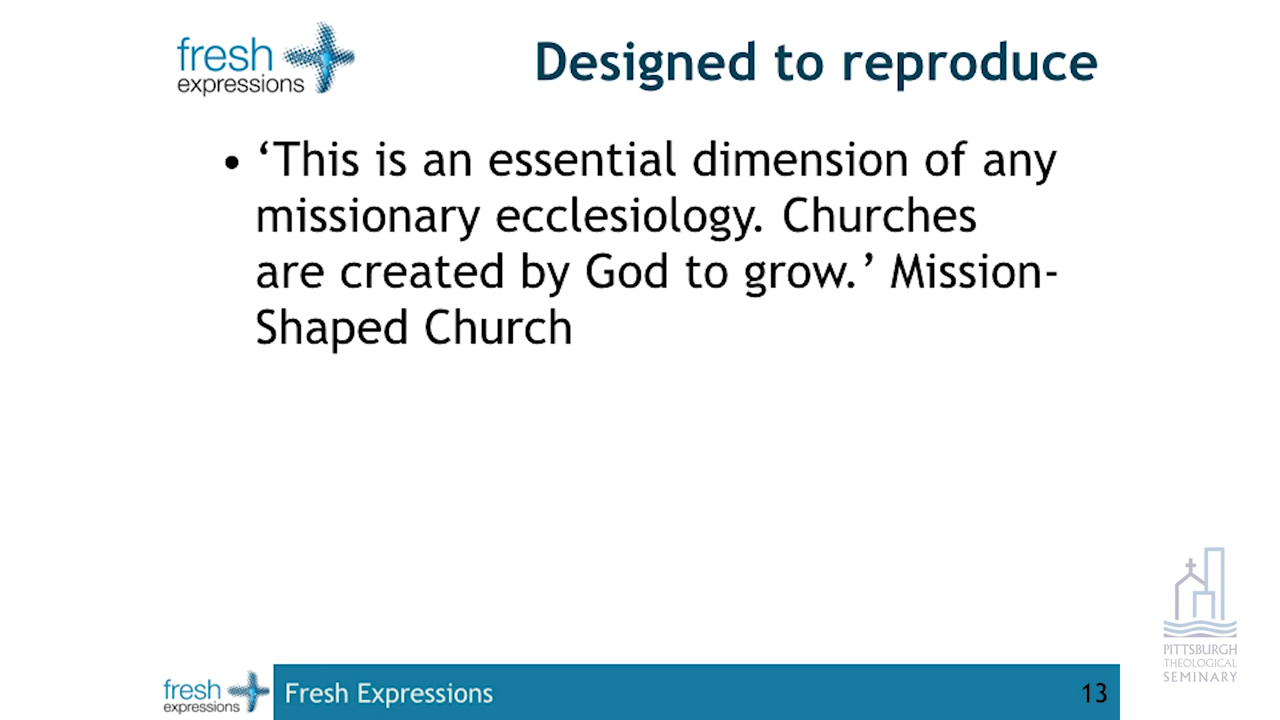 fresh
expressions
Designed to reproduce
• ‘This is an essential dimension of any
missionary ecclesiology. Churches
are created by God to grow.’ Mission-
Shaped Church
PITTSBURGH
THEOLOGICAL
SEMINARY
fresh
expressions
Fresh Expressions
13